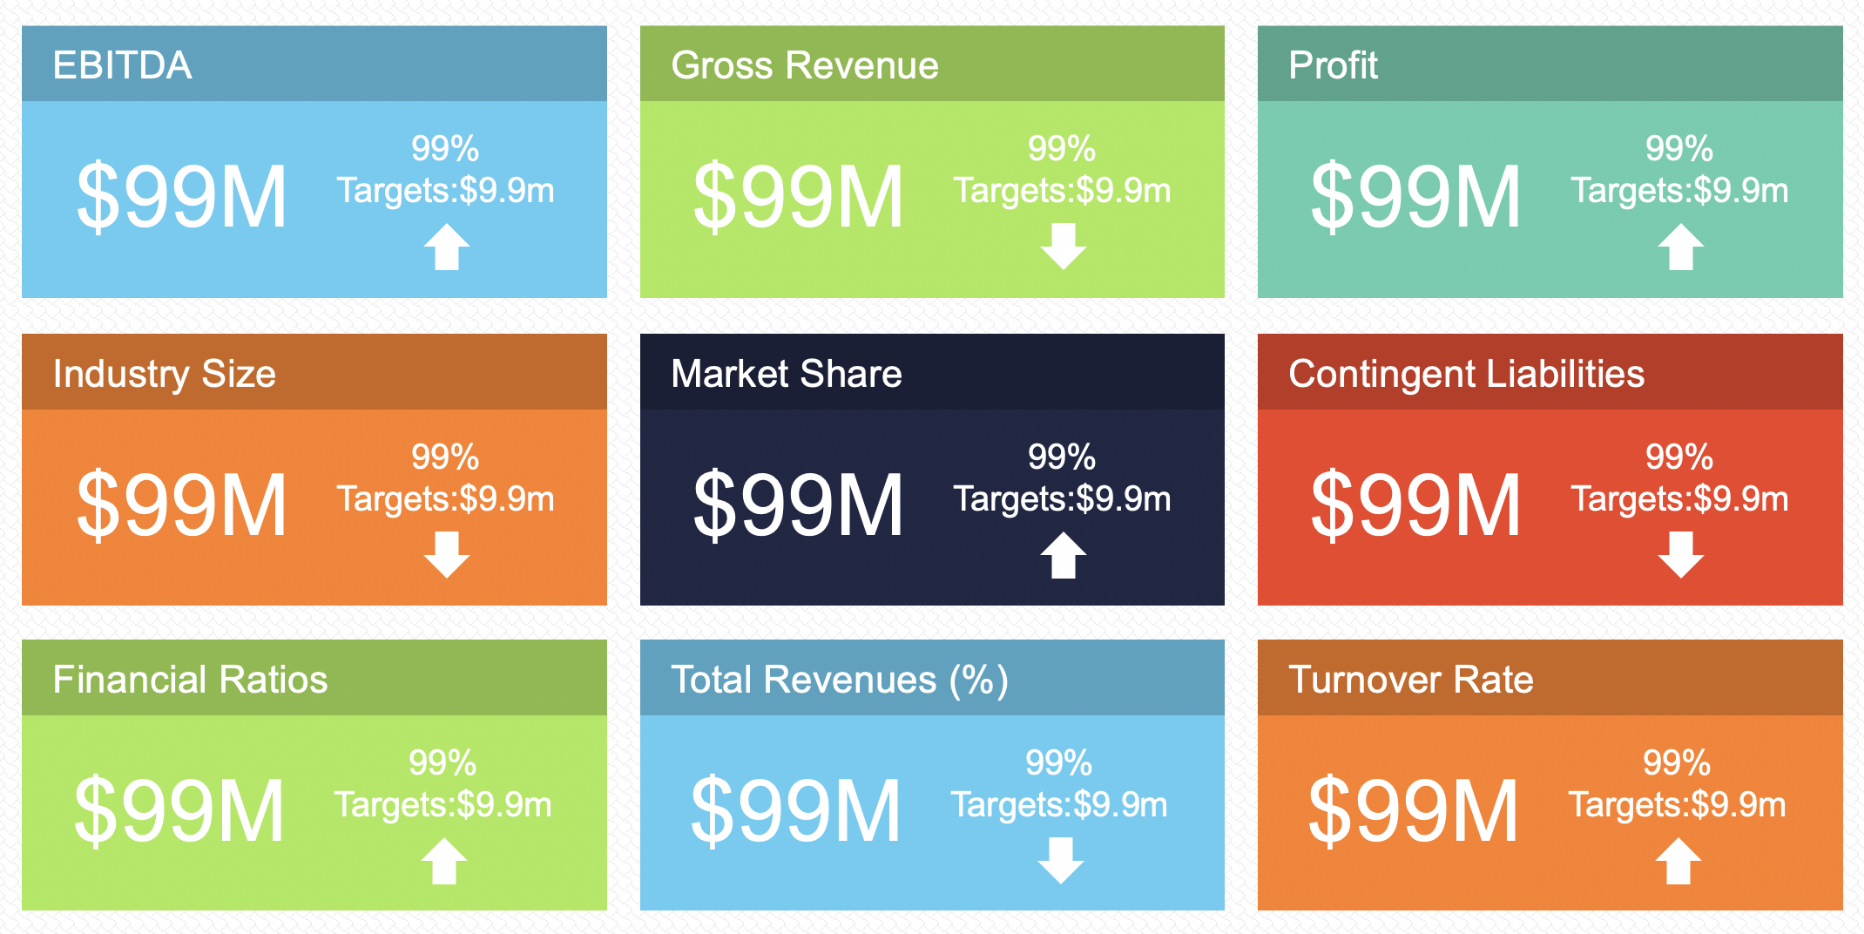 EBITDA
$99M
99%
Targets:$9.9m
Gross Revenue
$99M
99%
Targets:$9.9m
Profit
$99M
99%
Targets:$9.9m
Industry Size
$99M
99%
Targets:$9.9m
Market Share
$99M
99%
Targets:$9.9m
Contingent Liabilities
$99M
99%
Targets:$9.9m
Financial Ratios
$99M
99%
Targets:$9.9m
Total Revenues (%)
$99M
99%
Targets:$9.9m
Turnover Rate
$99M
99%
Targets:$9.9m